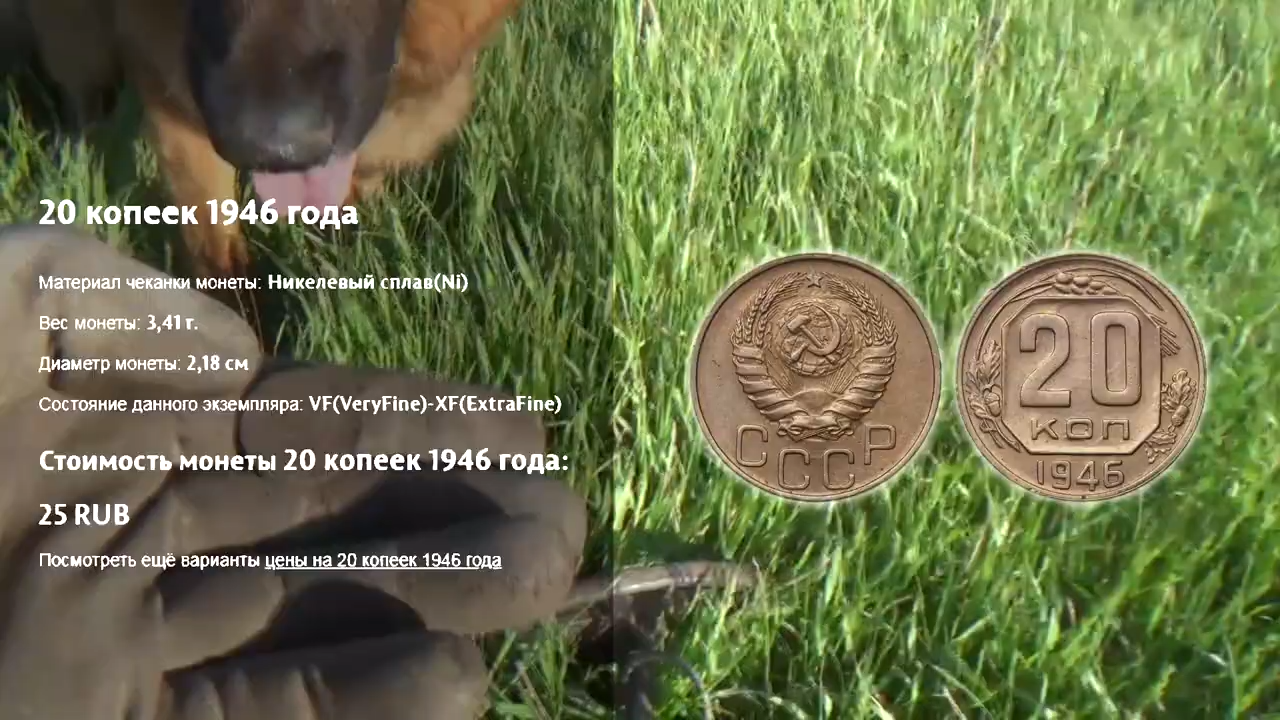 20 копеек 1946 года
Материал чеканки монеты: Никелевый сплав(Ni)
Вес монеты: 3,41 г.
Диаметр монеты: 2,18 см
Состояние данного экземпляра: VF(VeryFine)-XF(ExtraFine)
Стоимость монеты 20 копеек 1946 года:
25 RUB
Посмотреть ещё варианты цены на 20 копеек 1946 года
СССР
20
КОП
1946